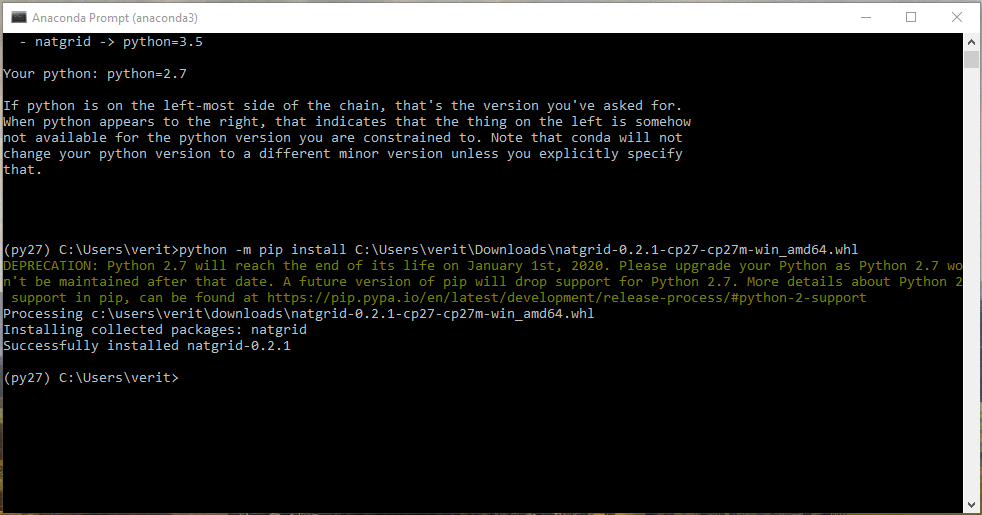 Anaconda Prompt (anaconda3)
- natgrid -> python=3.5
Your python: python=2.7
If python is on the left-most side of the chain, that's the version you've asked for.
When python appears to the right, that indicates that the thing on the left is somehow
not available for the python version you are constrained to. Note that conda will not
change your python version to a different minor version unless you explicitly specify
that.
(py27) C:\Users\verit>python -m pip install C:\Users\verit\Downloads\natgrid-0.2.1-cp27-cp27m-win_amd64.whl
DEPRECATION: Python 2.7 will reach the end of its life on January 1st, 2020. Please upgrade your Python as Python 2.7 wo
n't be maintained after that date. A future version of pip will drop support for Python 2.7. More details about Python 2
support in pip, can be found at https://pip.pypa.io/en/latest/development/release-process/#python-2-support
Processing c:\users\verit\downloads\natgrid-0.2.1-cp27-cp27m-win_amd64.whl
Installing collected packages: natgrid
Successfully installed natgrid-0.2.1
(py27) C:\Users\verit>